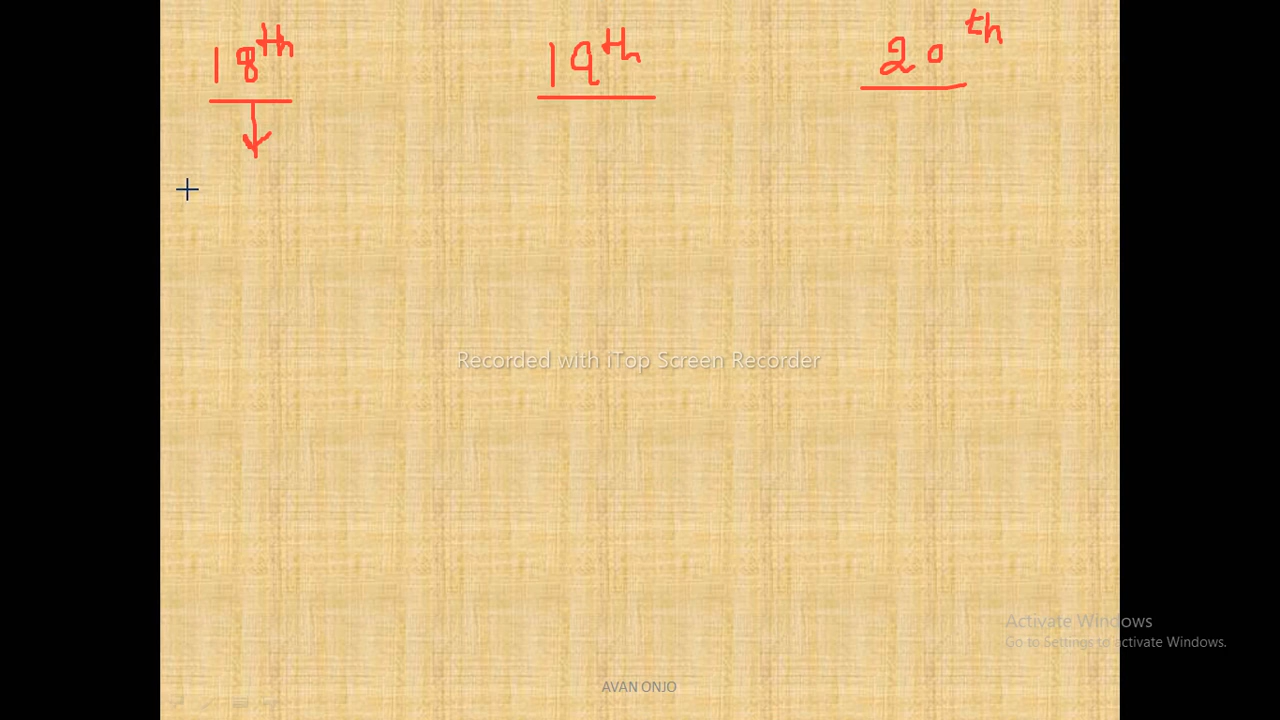 18th 19th 20th
Recorded with iTop Screen Recorder
Activate Windows
Go to Settings to activate Windows.
AVAN ONJO